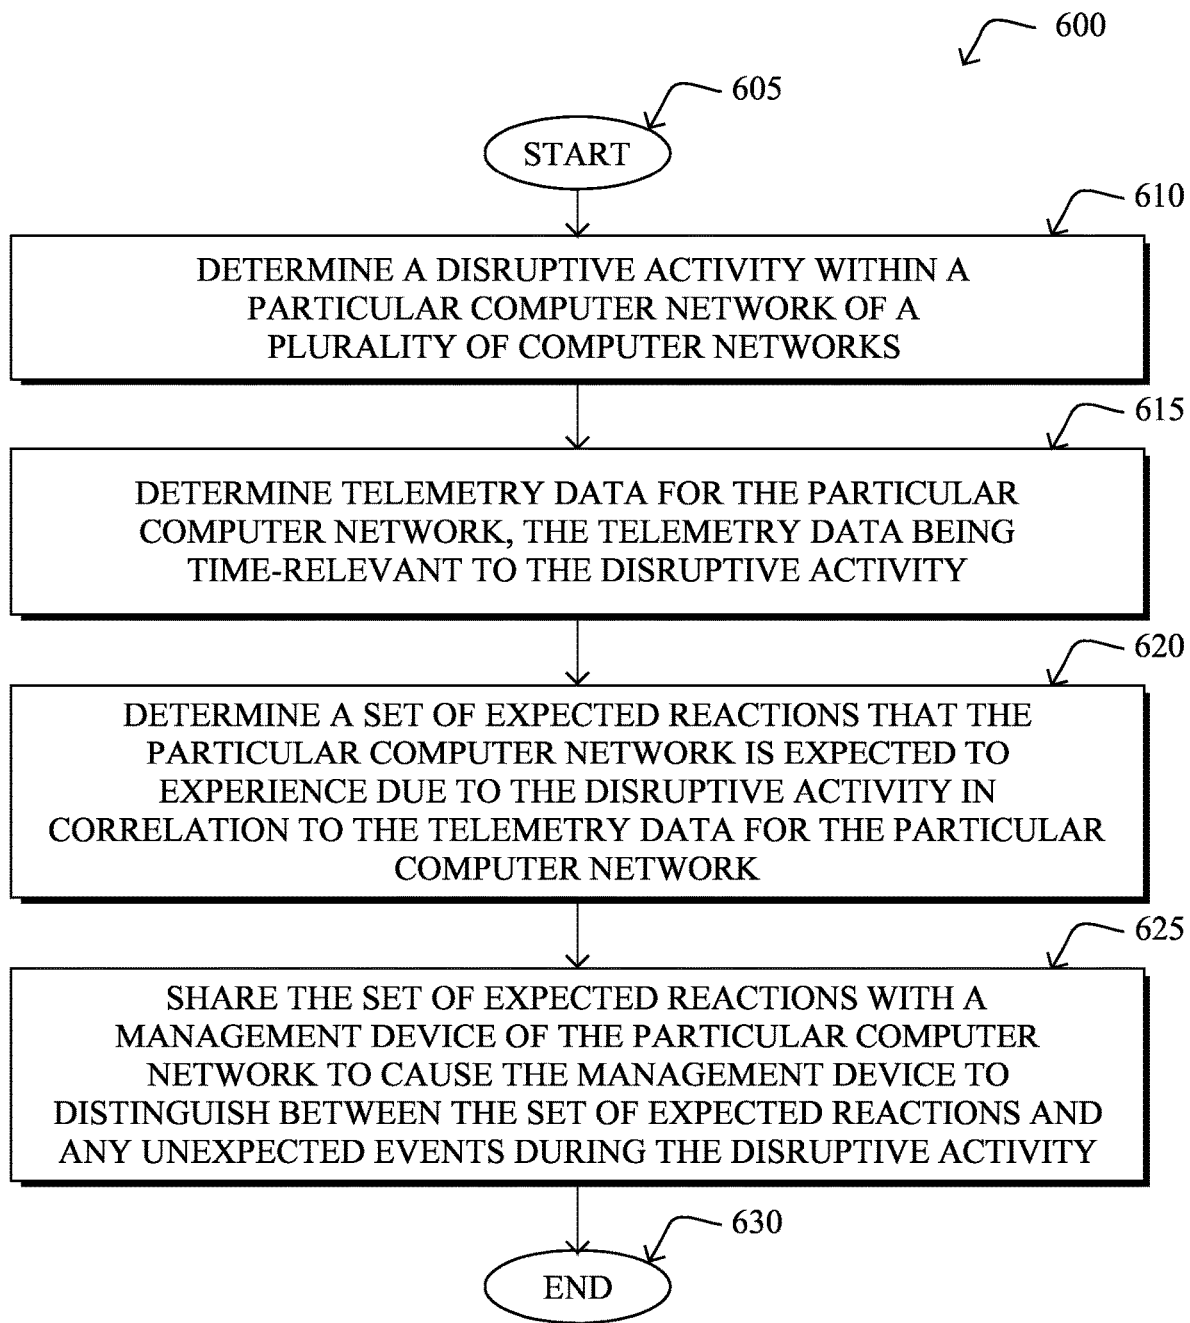 600
605
START
610
DETERMINE A DISRUPTIVE ACTIVITY WITHIN A
PARTICULAR COMPUTER NETWORK OF A
PLURALITY OF COMPUTER NETWORKS
615
DETERMINE TELEMETRY DATA FOR THE PARTICULAR
COMPUTER NETWORK, THE TELEMETRY DATA BEING
TIME-RELEVANT TO THE DISRUPTIVE ACTIVITY
620
DETERMINE A SET OF EXPECTED REACTIONS THAT THE
PARTICULAR COMPUTER NETWORK IS EXPECTED TO
EXPERIENCE DUE TO THE DISRUPTIVE ACTIVITY IN
CORRELATION TO THE TELEMETRY DATA FOR THE PARTICULAR
COMPUTER NETWORK
625
SHARE THE SET OF EXPECTED REACTIONS WITH A
MANAGEMENT DEVICE OF THE PARTICULAR COMPUTER
NETWORK TO CAUSE THE MANAGEMENT DEVICE TO
DISTINGUISH BETWEEN THE SET OF EXPECTED REACTIONS AND
ANY UNEXPECTED EVENTS DURING THE DISRUPTIVE ACTIVITY
630
END